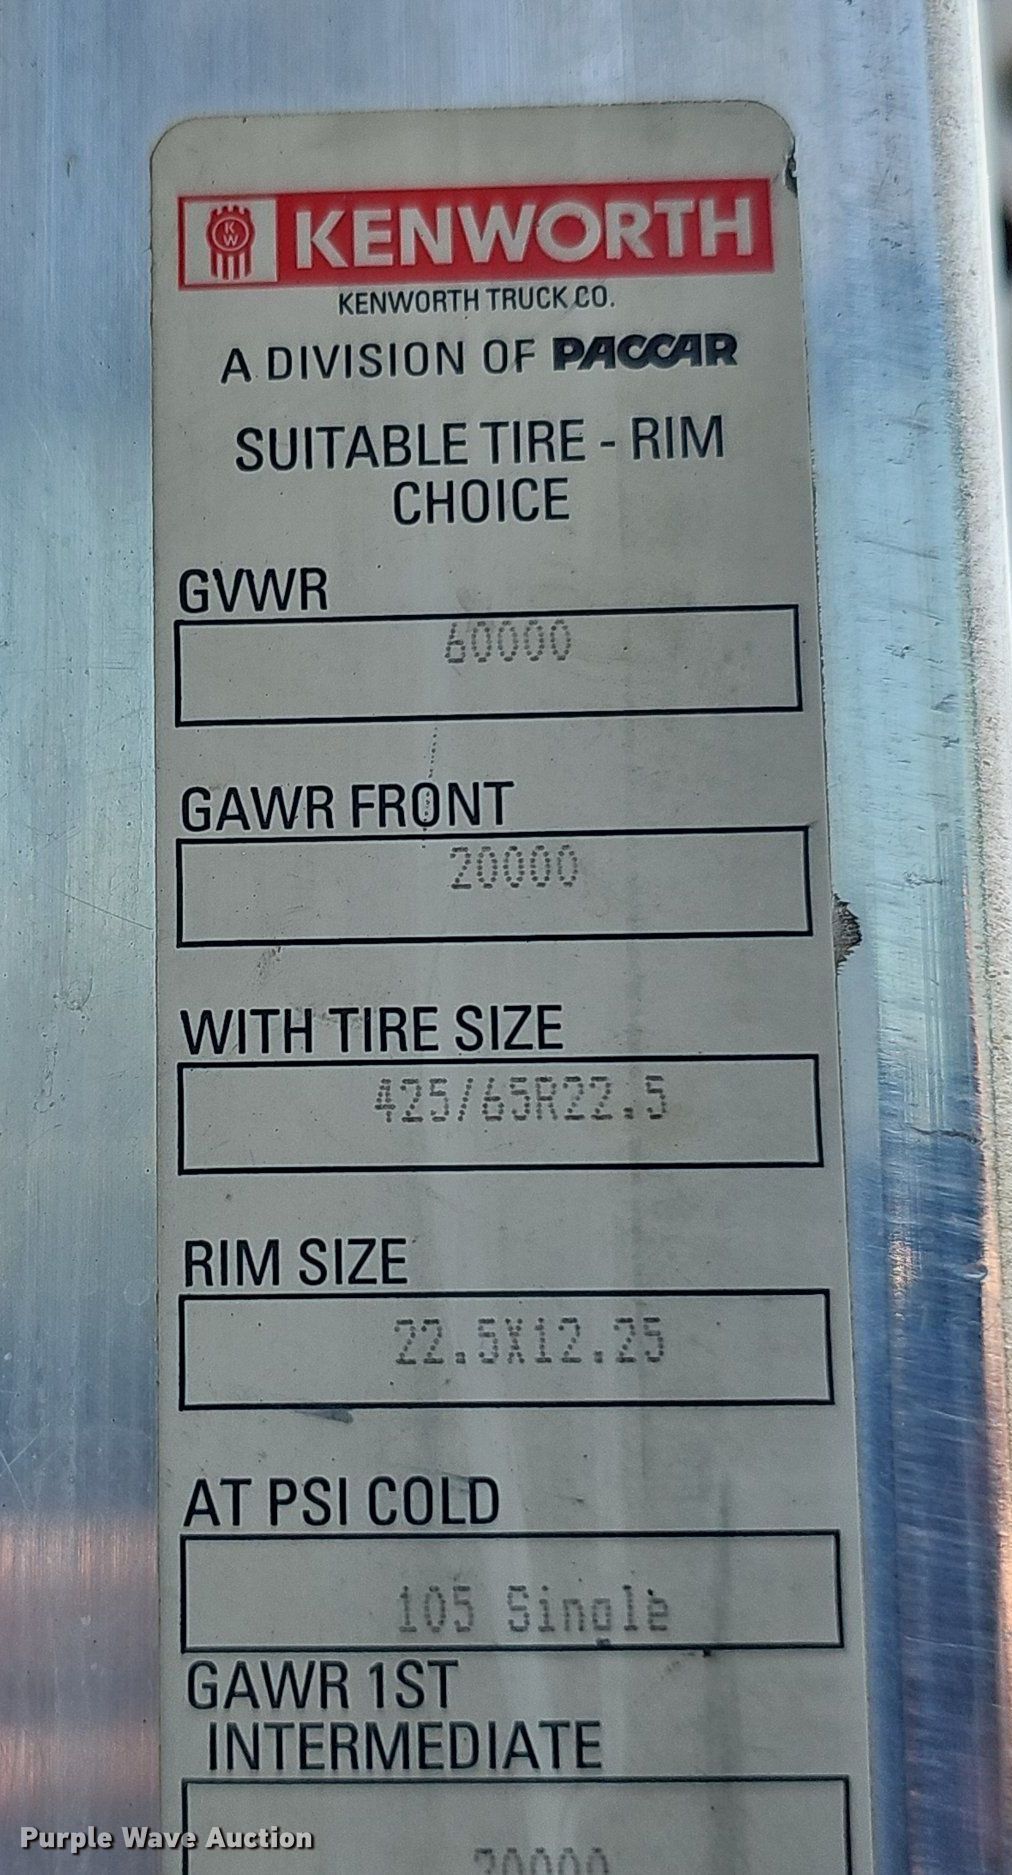 KW KENWORTH
KENWORTH TRUCK CO.
A DIVISION OF PACCAR
SUITABLE TIRE - RIM
CHOICE
GVWR
60000
GAWR FRONT
20000
WITH TIRE SIZE
425/65R22.5
RIM SIZE
22.5X12.25
AT PSI COLD
105 Single
GAWR 1ST
INTERMEDIATE
Purple Wave Auction